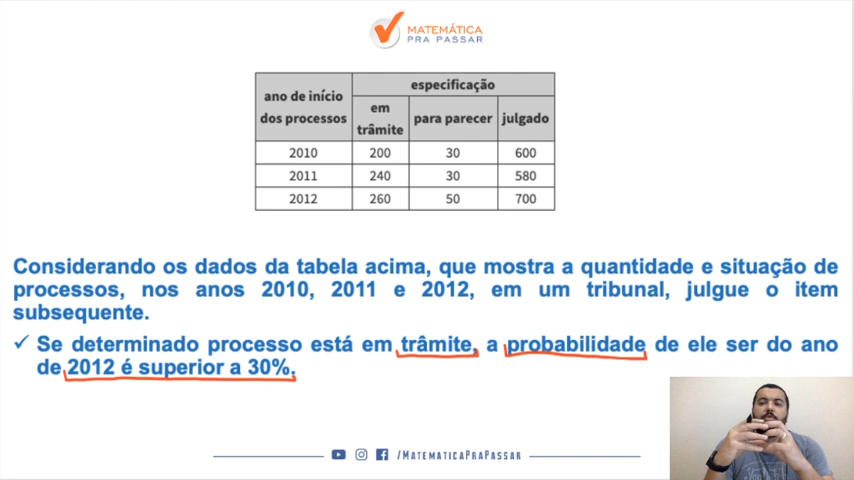 MATEMÁTICA
PRA PASSAR
ano de início dos processos
especificação
em trâmite
para parecer
julgado
2010 200 30 600
2011 240 30 580
2012 260 50 700
Considerando os dados da tabela acima, que mostra a quantidade e situação de
processos, nos anos 2010, 2011 e 2012, em um tribunal, julgue o item
subsequente.
✓ Se determinado processo está em trâmite, a probabilidade de ele ser do ano
de 2012 é superior a 30%.
/MATEMATICAPRAPASSAR